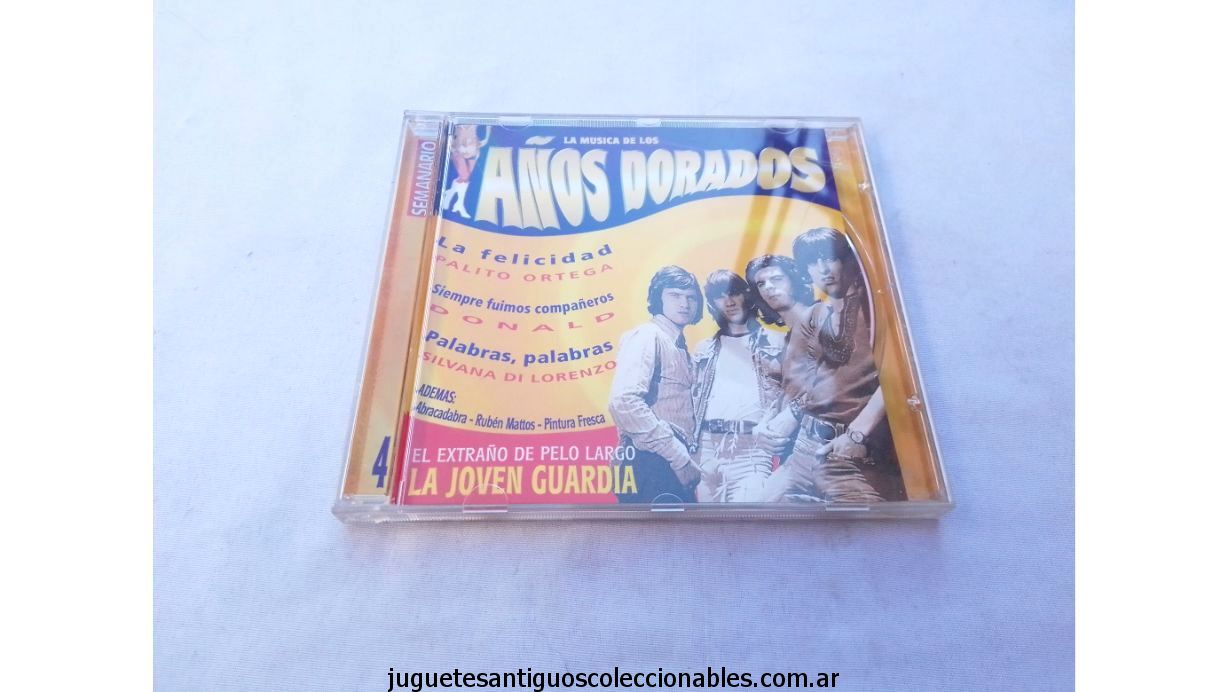 SEMANARIO
4
LA MUSICA DE LOS
AÑOS DORADOS
La felicidad
PALITO ORTEGA
Siempre fuimos compañeros
DONALD
Palabras, palabras
SILVANA DI LORENZO
ADEMAS:
Abracadabra - Rubén Mattos - Pintura Fresca
EL EXTRAÑO DE PELO LARGO
LA JOVEN GUARDIA
juguetesantiguoscoleccionables.com.ar